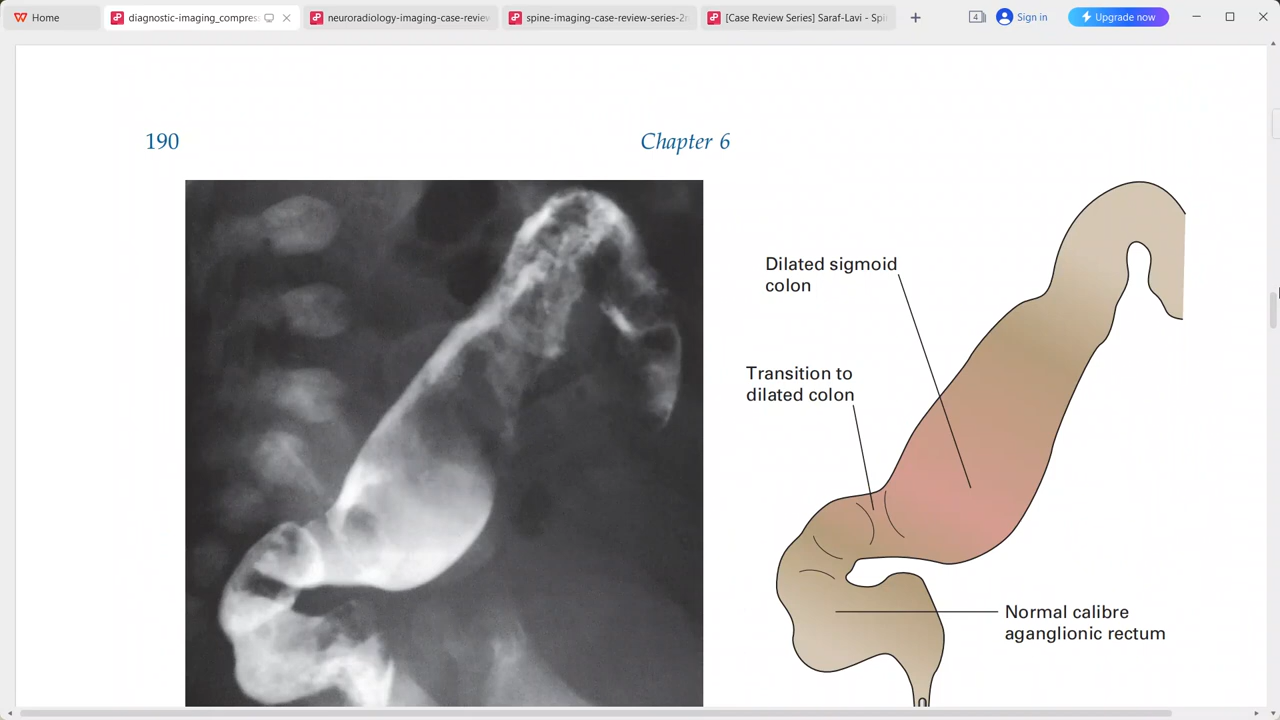 Home
diagnostic-imaging_compres
neuroradiology-imaging-case-review
spine-imaging-case-review-series-2
[Case Review Series] Saraf-Lavi - Spi
4
Sign in
Upgrade now
190
Chapter 6
Dilated sigmoid
colon
Transition to
dilated colon
Normal calibre
aganglionic rectum